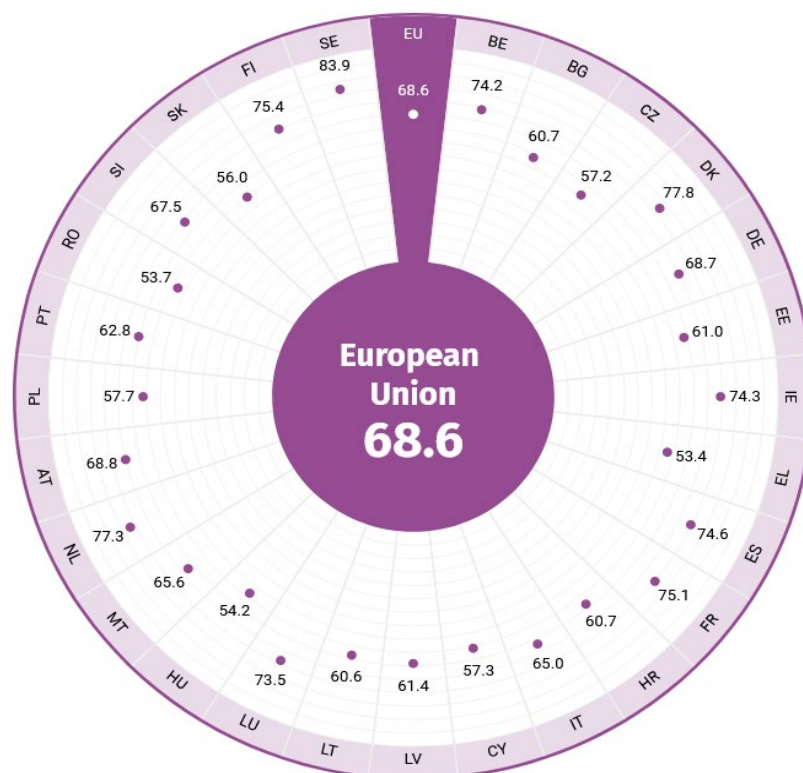 EU
68.6
BE
74.2
BG
60.7
CZ
57.2
DK
77.8
DE
68.7
EE
61.0
IE
74.3
EL
53.4
ES
74.6
FR
75.1
HR
60.7
IT
65.0
CY
57.3
LV
61.4
LT
60.6
LU
73.5
HU
54.2
MT
65.6
NL
77.3
AT
68.8
PL
57.7
PT
62.8
RO
53.7
SI
67.5
SK
56.0
FI
75.4
SE
83.9
European
Union
68.6